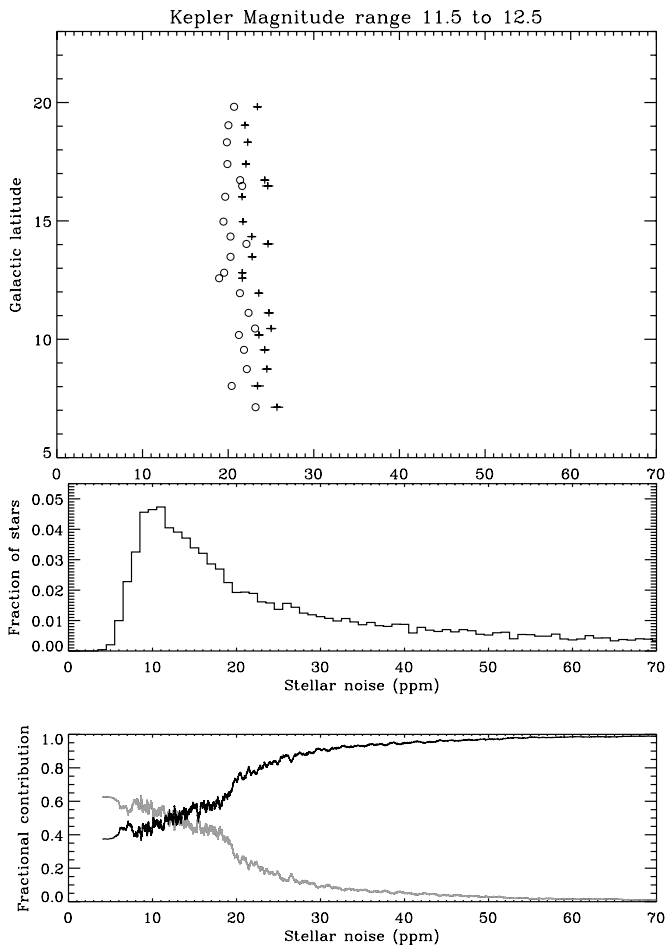 Kepler Magnitude range 11.5 to 12.5
20
15
10
5
Galactic latitude
0 10 20 30 40 50 60 70
0.05
0.04
0.03
0.02
0.01
0.00
Fraction of stars
0 10 20 30 40 50 60 70
Stellar noise (ppm)
1.0
0.8
0.6
0.4
0.2
0.0
Fractional contribution
0 10 20 30 40 50 60 70
Stellar noise (ppm)